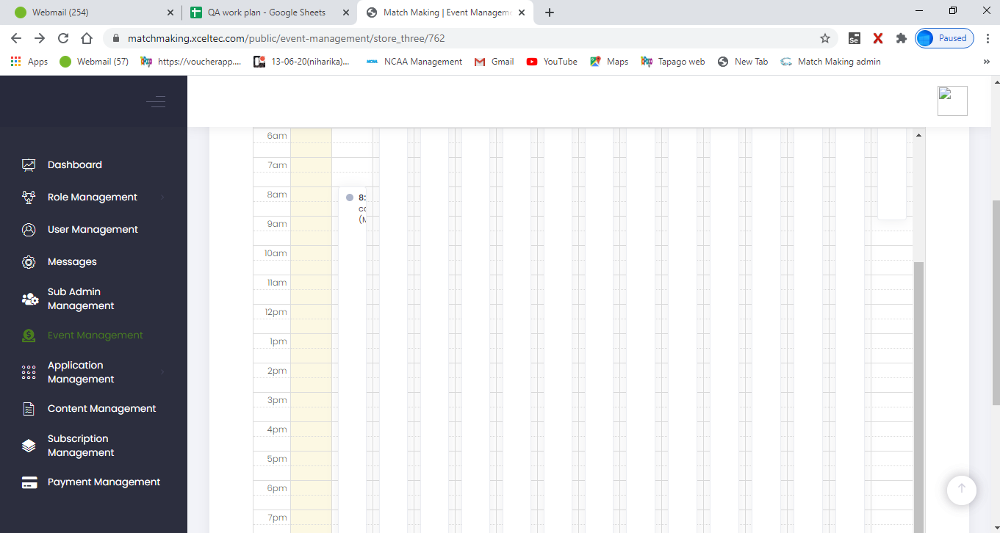 Webmail (254)
QA work plan - Google Sheets
Match Making | Event Managem
matchmaking.xceltec.com/public/event-management/store_three/762
Se
Paused
Apps
Webmail (57)
https://voucherapp....
13-06-20(niharika)...
NCAA Management
Gmail
YouTube
Maps
Tapago web
New Tab
Match Making admin
»
Dashboard
Role Management
User Management
Messages
Sub Admin
Management
Event Management
Application
Management
Content Management
Subscription
Management
Payment Management
6am
7am
8am
8:
co
(M
9am
10am
11am
12pm
1pm
2pm
3pm
4pm
5pm
6pm
7pm